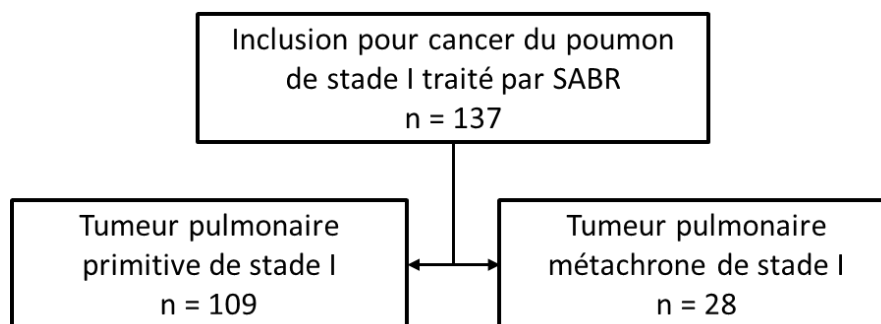 Inclusion pour cancer du poumon
de stade I traité par SABR
n = 137
Tumeur pulmonaire
primitive de stade I
n = 109
Tumeur pulmonaire
métachrone de stade I
n = 28